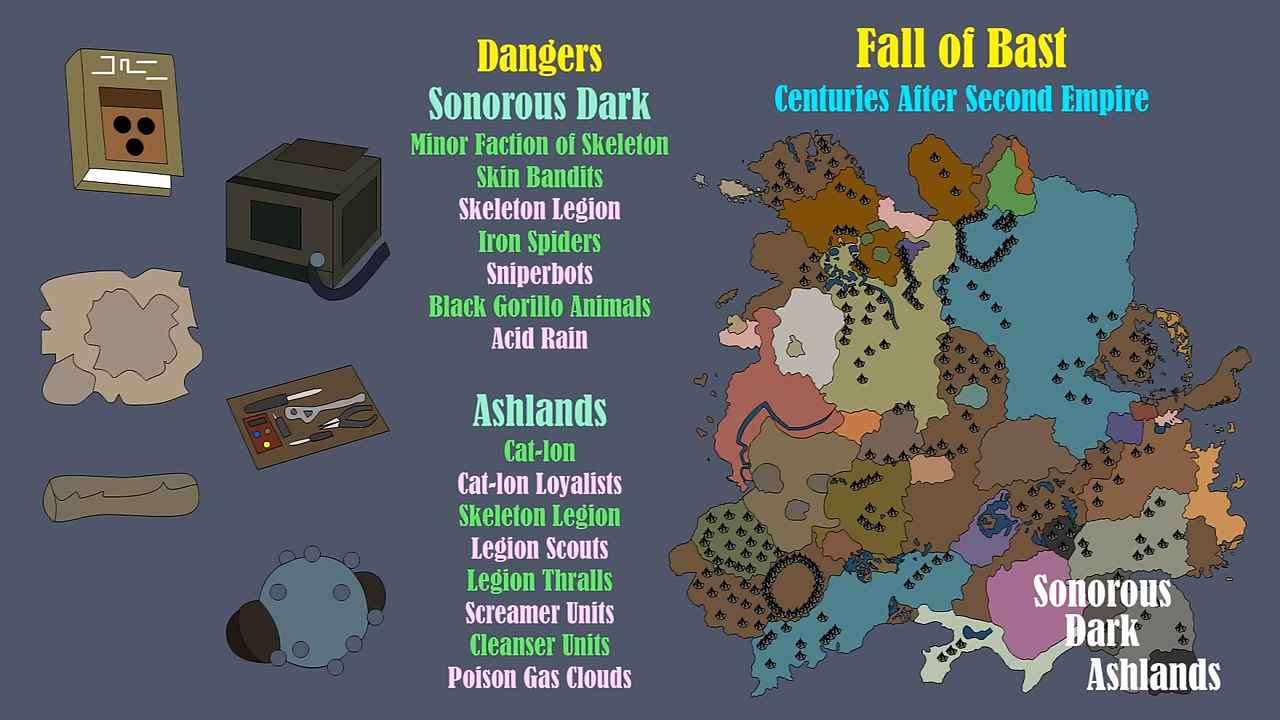 Dangers
Sonorous Dark
Minor Faction of Skeleton
Skin Bandits
Skeleton Legion
Iron Spiders
Sniperbots
Black Gorillo Animals
Acid Rain
Ashlands
Cat-lon
Cat-lon Loyalists
Skeleton Legion
Legion Scouts
Legion Thralls
Screamer Units
Cleanser Units
Poison Gas Clouds
Fall of Bast
Centuries After Second Empire
Sonorous
Dark
Ashlands